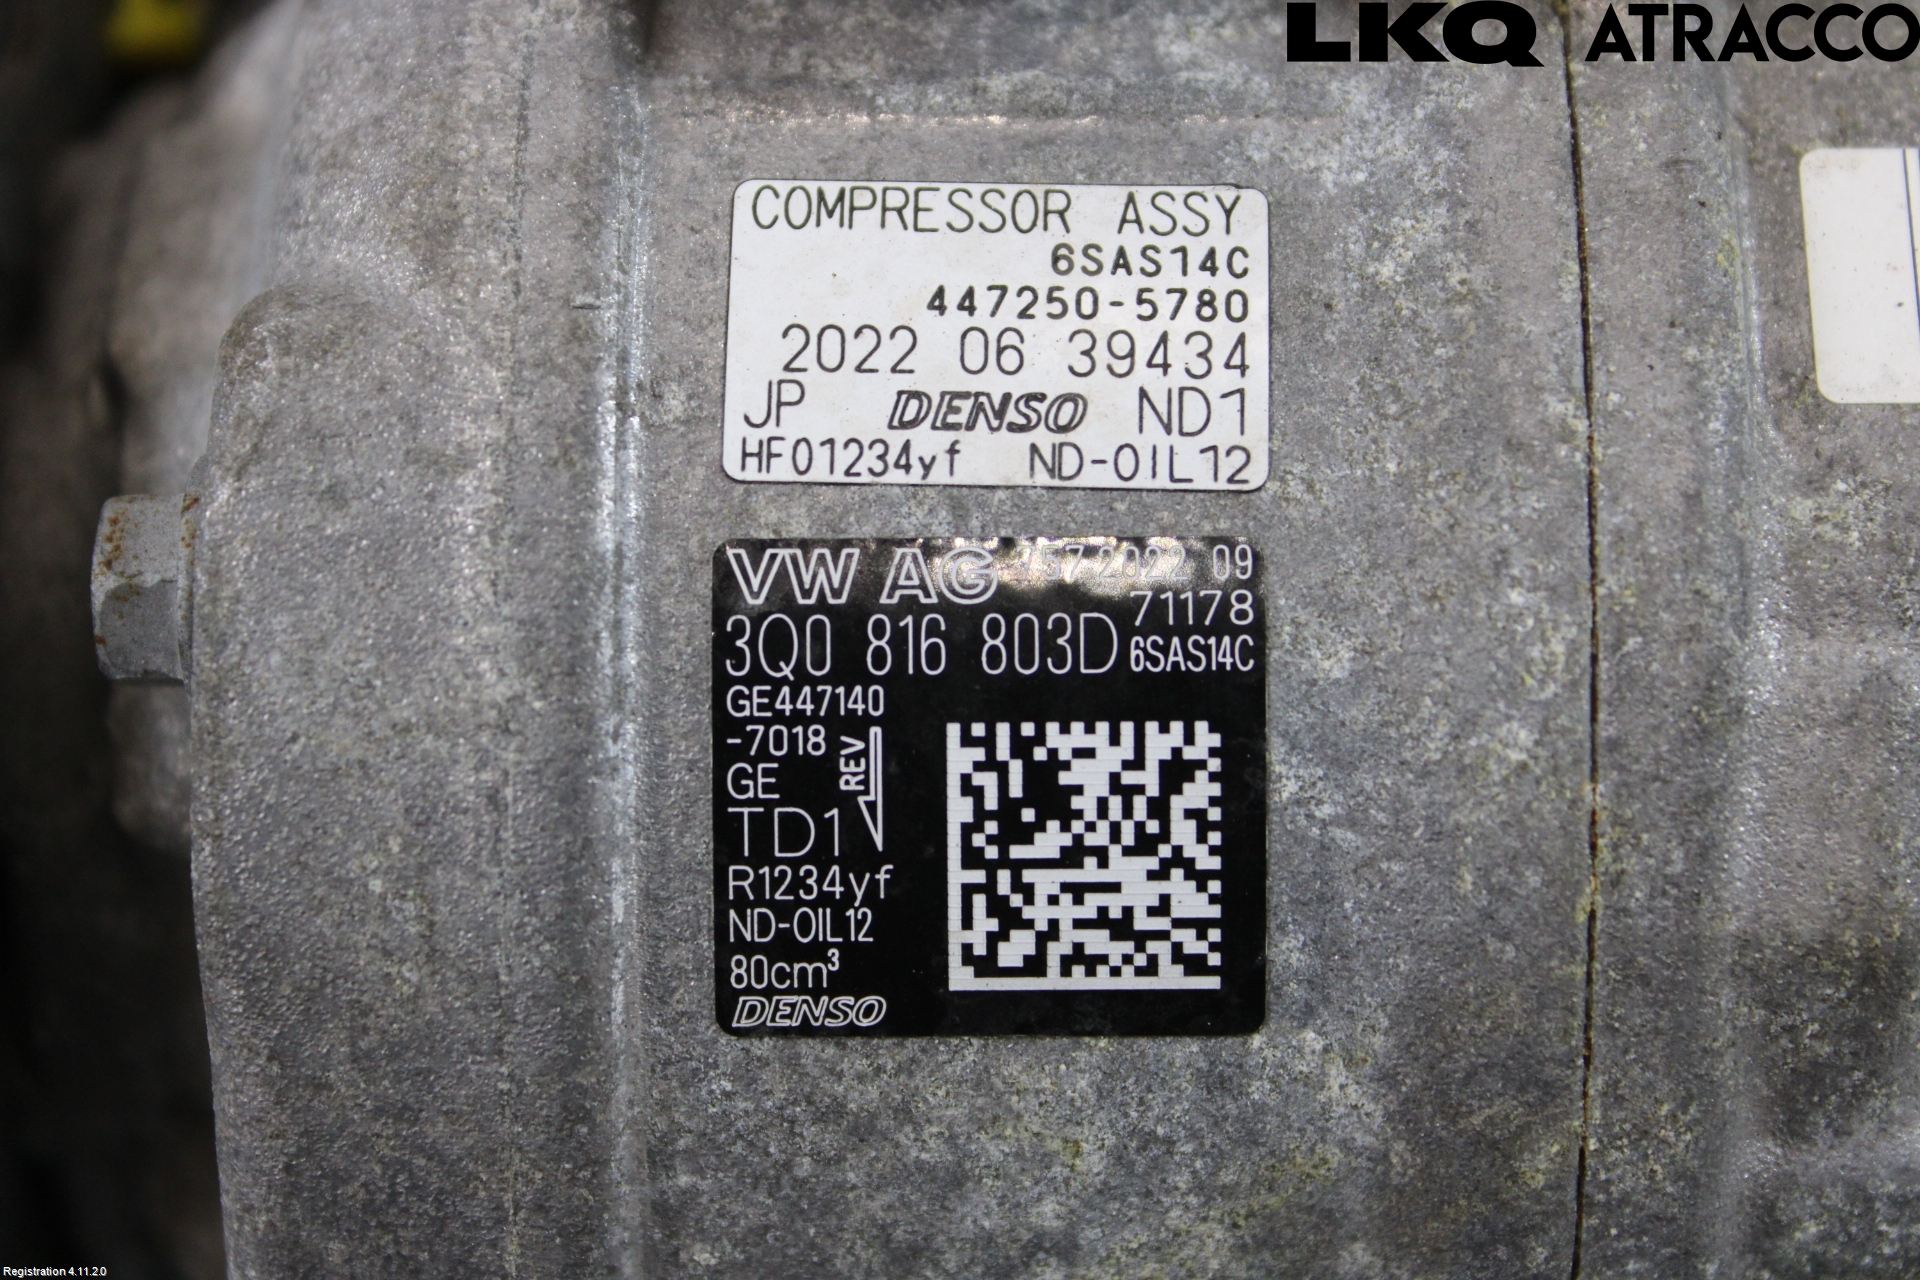 LKQ ATRACCO
COMPRESSOR ASSY
6SAS14C
447250-5780
2022 06 39434
JP DENSO ND1
HF01234yf ND-OIL12
VW AG 2022 09
71178
3Q0 816 803D 6SAS14C
GE447140
-7018
REV
GE
TD1
R1234yf
ND-OIL12
80cm³
DENSO
Registration 4.11.2.0